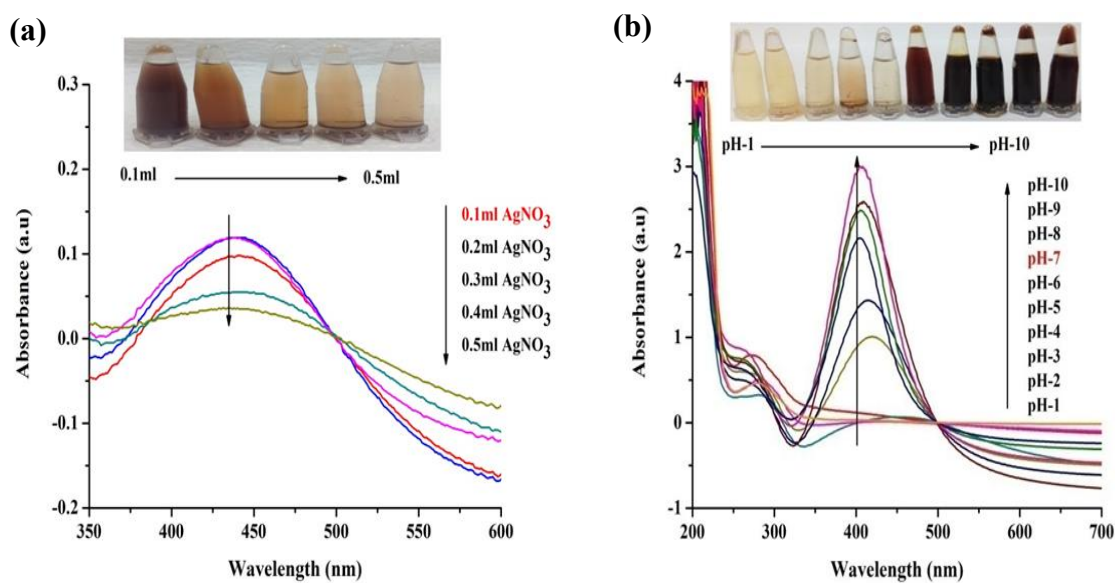 (a)
0.3
0.2
0.1
0.0
-0.1
-0.2
Absorbance (a.u)
0.1ml
0.5ml
0.1ml AgNO3
0.2ml AgNO3
0.3ml AgNO3
0.4ml AgNO3
0.5ml AgNO3
350 400 450 500 550 600
Wavelength (nm)
(b)
4
3
2
1
0
-1
Absorbance (a.u)
pH-1
pH-10
pH-10
pH-9
pH-8
pH-7
pH-6
pH-5
pH-4
pH-3
pH-2
pH-1
200 300 400 500 600 700
Wavelength (nm)